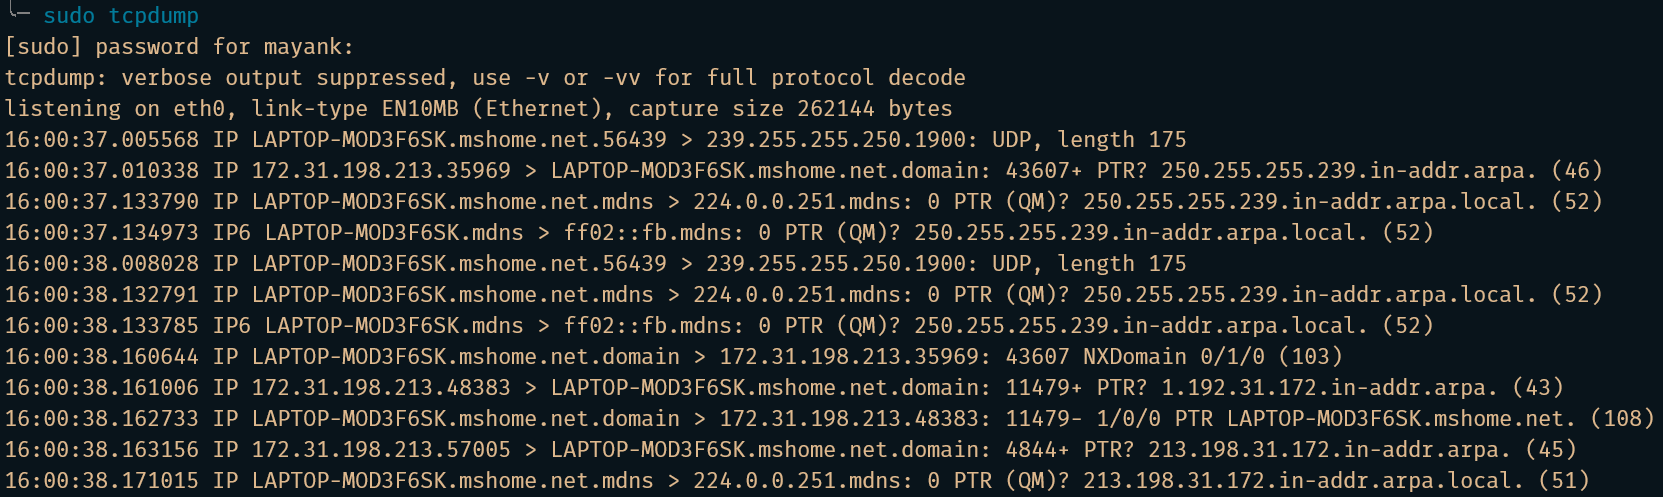 ╰─ sudo tcpdump
[sudo] password for mayank:
tcpdump: verbose output suppressed, use -v or -vv for full protocol decode
listening on eth0, link-type EN10MB (Ethernet), capture size 262144 bytes
16:00:37.005568 IP LAPTOP-MOD3F6SK.mshome.net.56439 > 239.255.255.250.1900: UDP, length 175
16:00:37.010338 IP 172.31.198.213.35969 > LAPTOP-MOD3F6SK.mshome.net.domain: 43607+ PTR? 250.255.255.239.in-addr.arpa. (46)
16:00:37.133790 IP LAPTOP-MOD3F6SK.mshome.net.mdns > 224.0.0.251.mdns: 0 PTR (QM)? 250.255.255.239.in-addr.arpa.local. (52)
16:00:37.134973 IP6 LAPTOP-MOD3F6SK.mdns > ff02::fb.mdns: 0 PTR (QM)? 250.255.255.239.in-addr.arpa.local. (52)
16:00:38.008028 IP LAPTOP-MOD3F6SK.mshome.net.56439 > 239.255.255.250.1900: UDP, length 175
16:00:38.132791 IP LAPTOP-MOD3F6SK.mshome.net.mdns > 224.0.0.251.mdns: 0 PTR (QM)? 250.255.255.239.in-addr.arpa.local. (52)
16:00:38.133785 IP6 LAPTOP-MOD3F6SK.mdns > ff02::fb.mdns: 0 PTR (QM)? 250.255.255.239.in-addr.arpa.local. (52)
16:00:38.160644 IP LAPTOP-MOD3F6SK.mshome.net.domain > 172.31.198.213.35969: 43607 NXDomain 0/1/0 (103)
16:00:38.161006 IP 172.31.198.213.48383 > LAPTOP-MOD3F6SK.mshome.net.domain: 11479+ PTR? 1.192.31.172.in-addr.arpa. (43)
16:00:38.162733 IP LAPTOP-MOD3F6SK.mshome.net.domain > 172.31.198.213.48383: 11479- 1/0/0 PTR LAPTOP-MOD3F6SK.mshome.net. (108)
16:00:38.163156 IP 172.31.198.213.57005 > LAPTOP-MOD3F6SK.mshome.net.domain: 4844+ PTR? 213.198.31.172.in-addr.arpa. (45)
16:00:38.171015 IP LAPTOP-MOD3F6SK.mshome.net.mdns > 224.0.0.251.mdns: 0 PTR (QM)? 213.198.31.172.in-addr.arpa.local. (51)